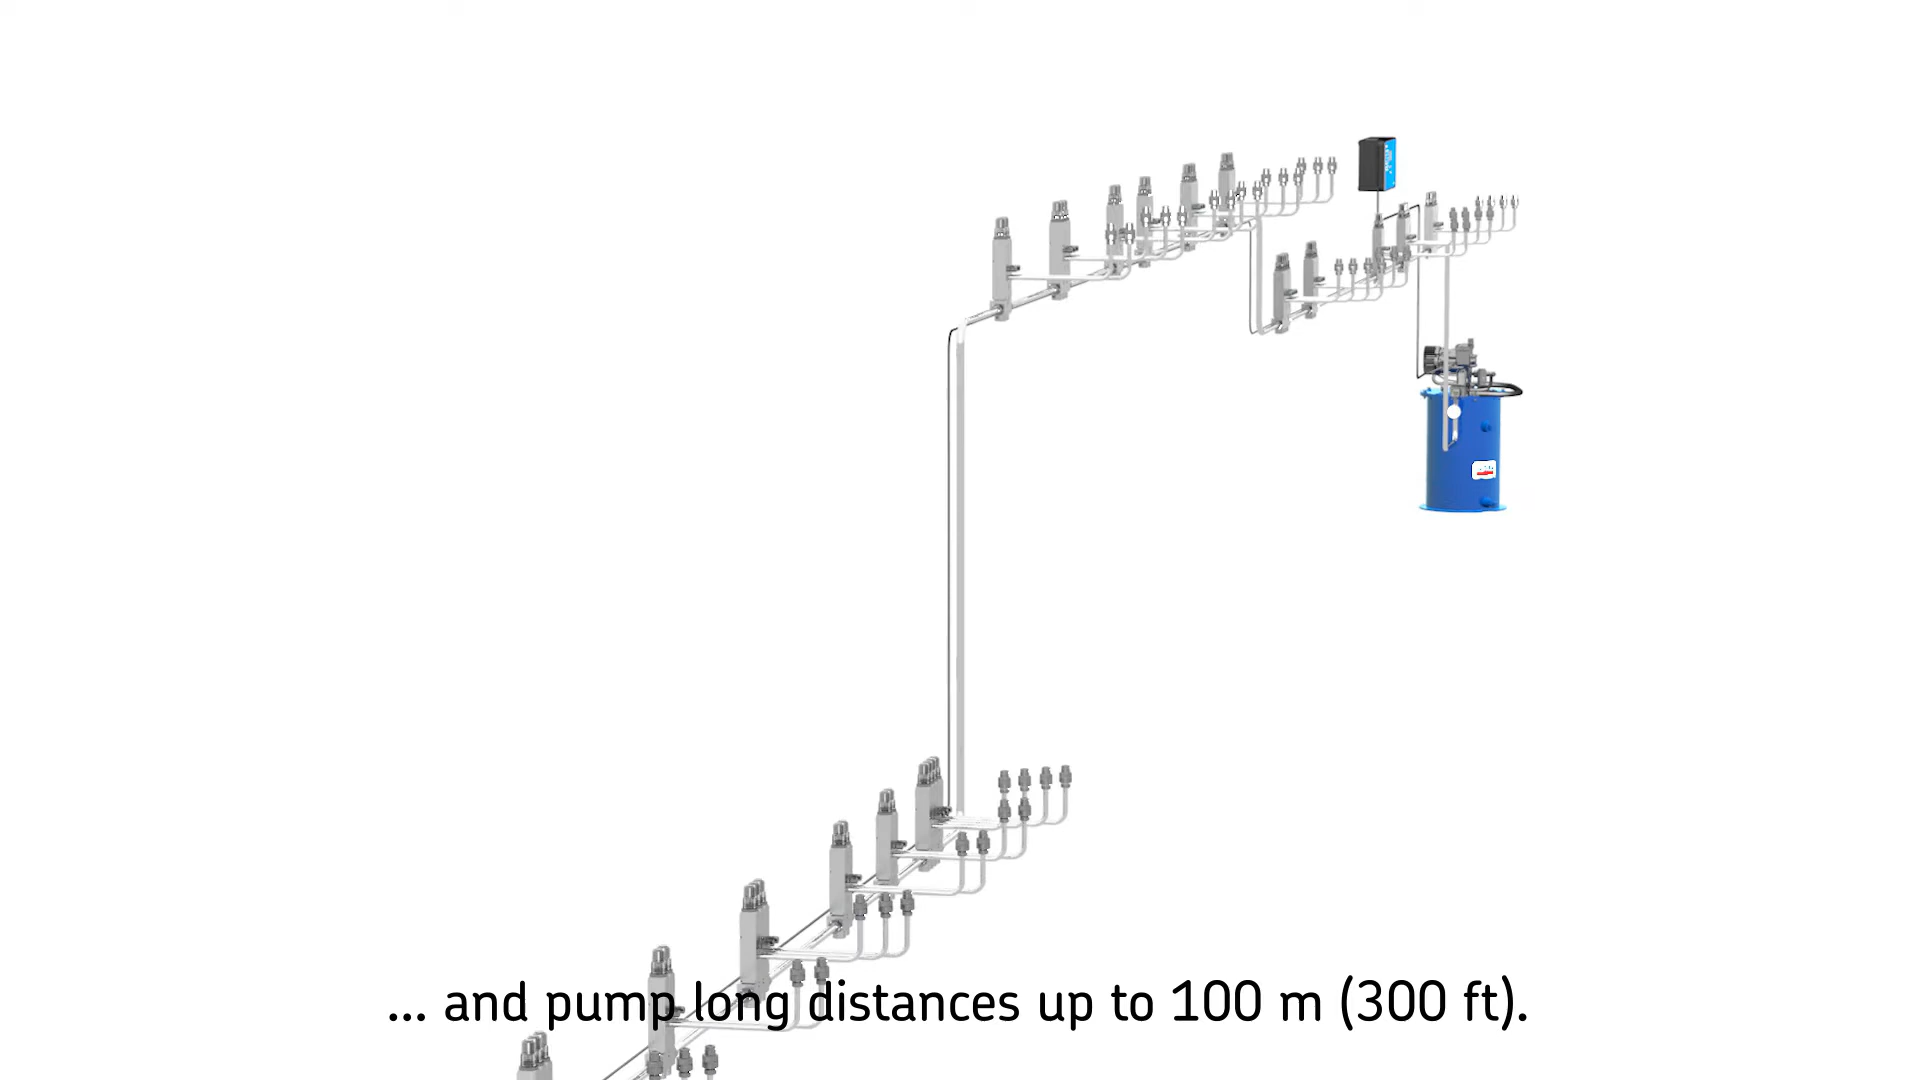 ... and pump long distances up to 100 m (300 ft).